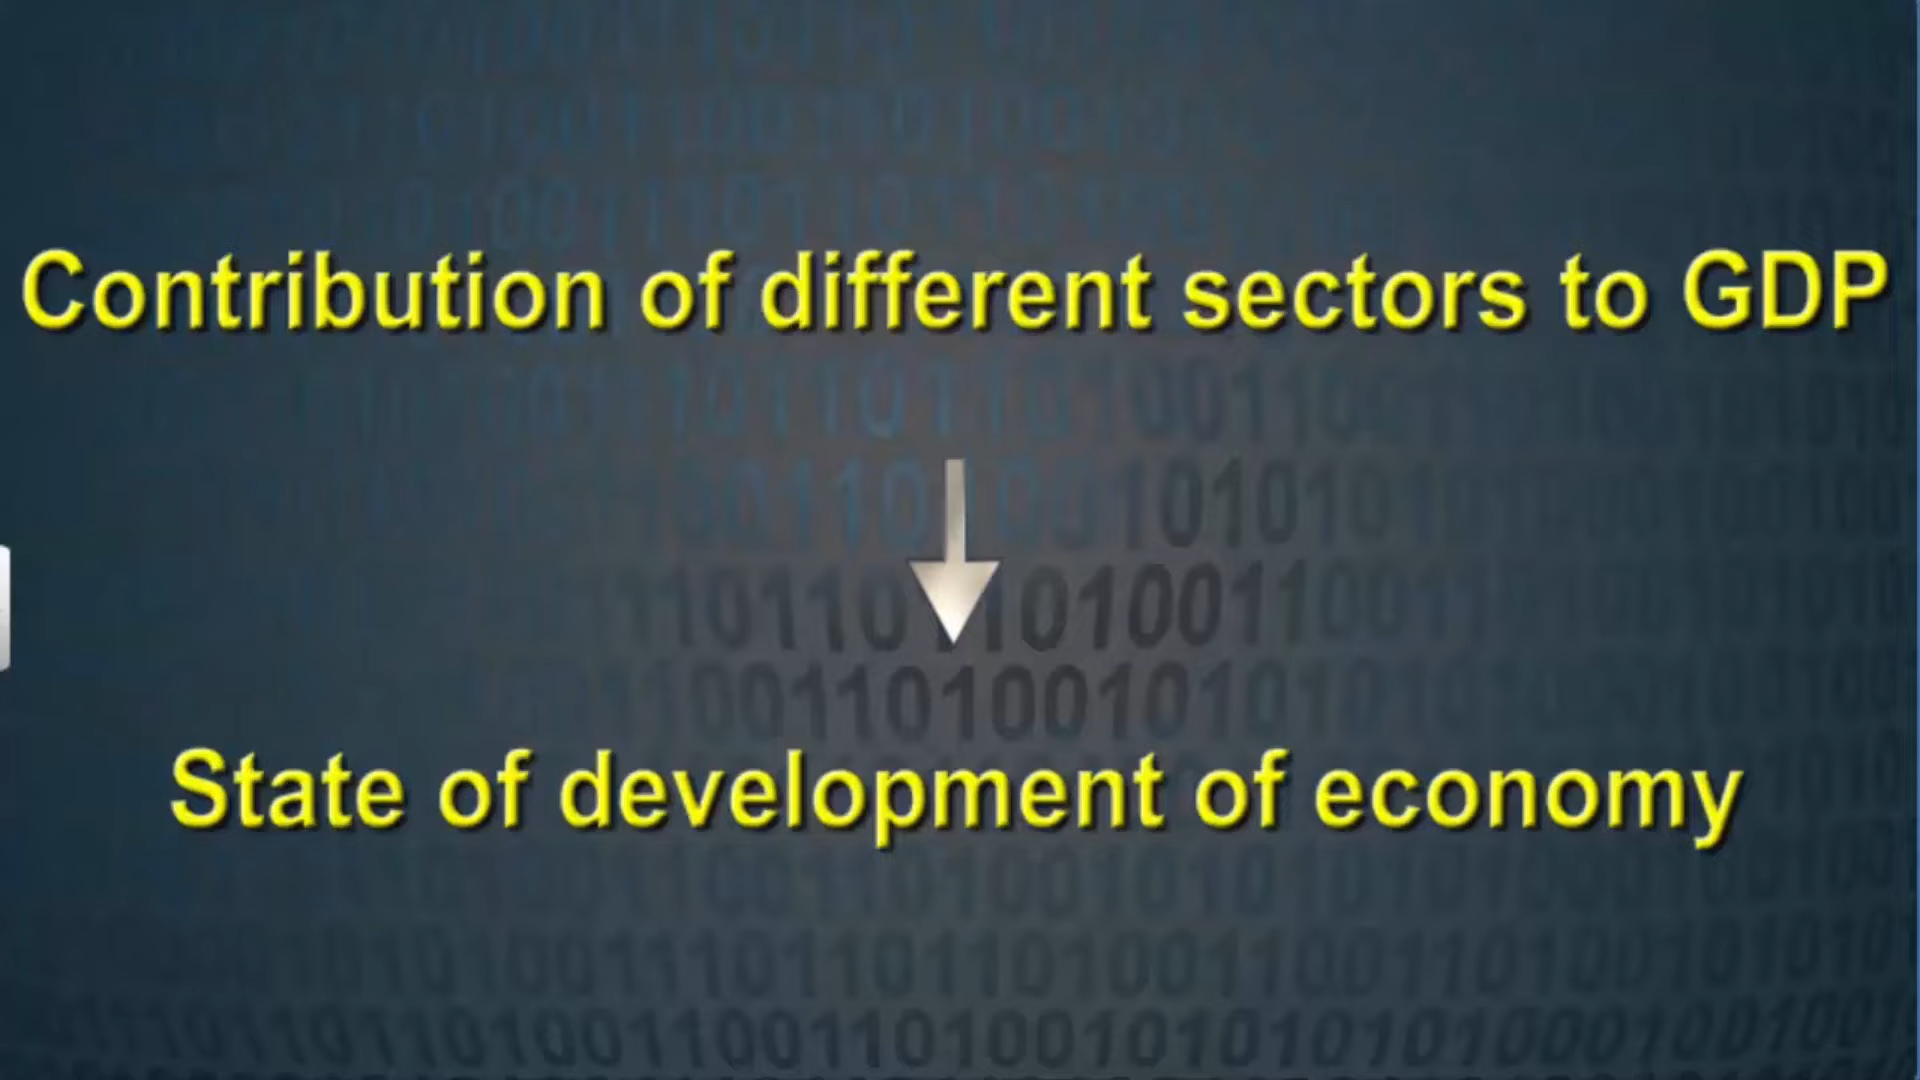 Contribution of different sectors to GDP
State of development of economy